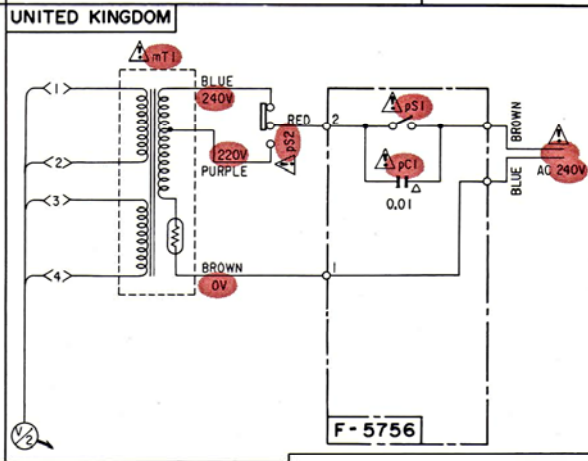 UNITED KINGDOM
mT1
1
BLUE
240V
pS1
2
RED
2
pS2
BROWN
220V
PURPLE
pC1
AC 240V
BLUE
0.01
3
4
BROWN
0V
1
V/2
F-5756